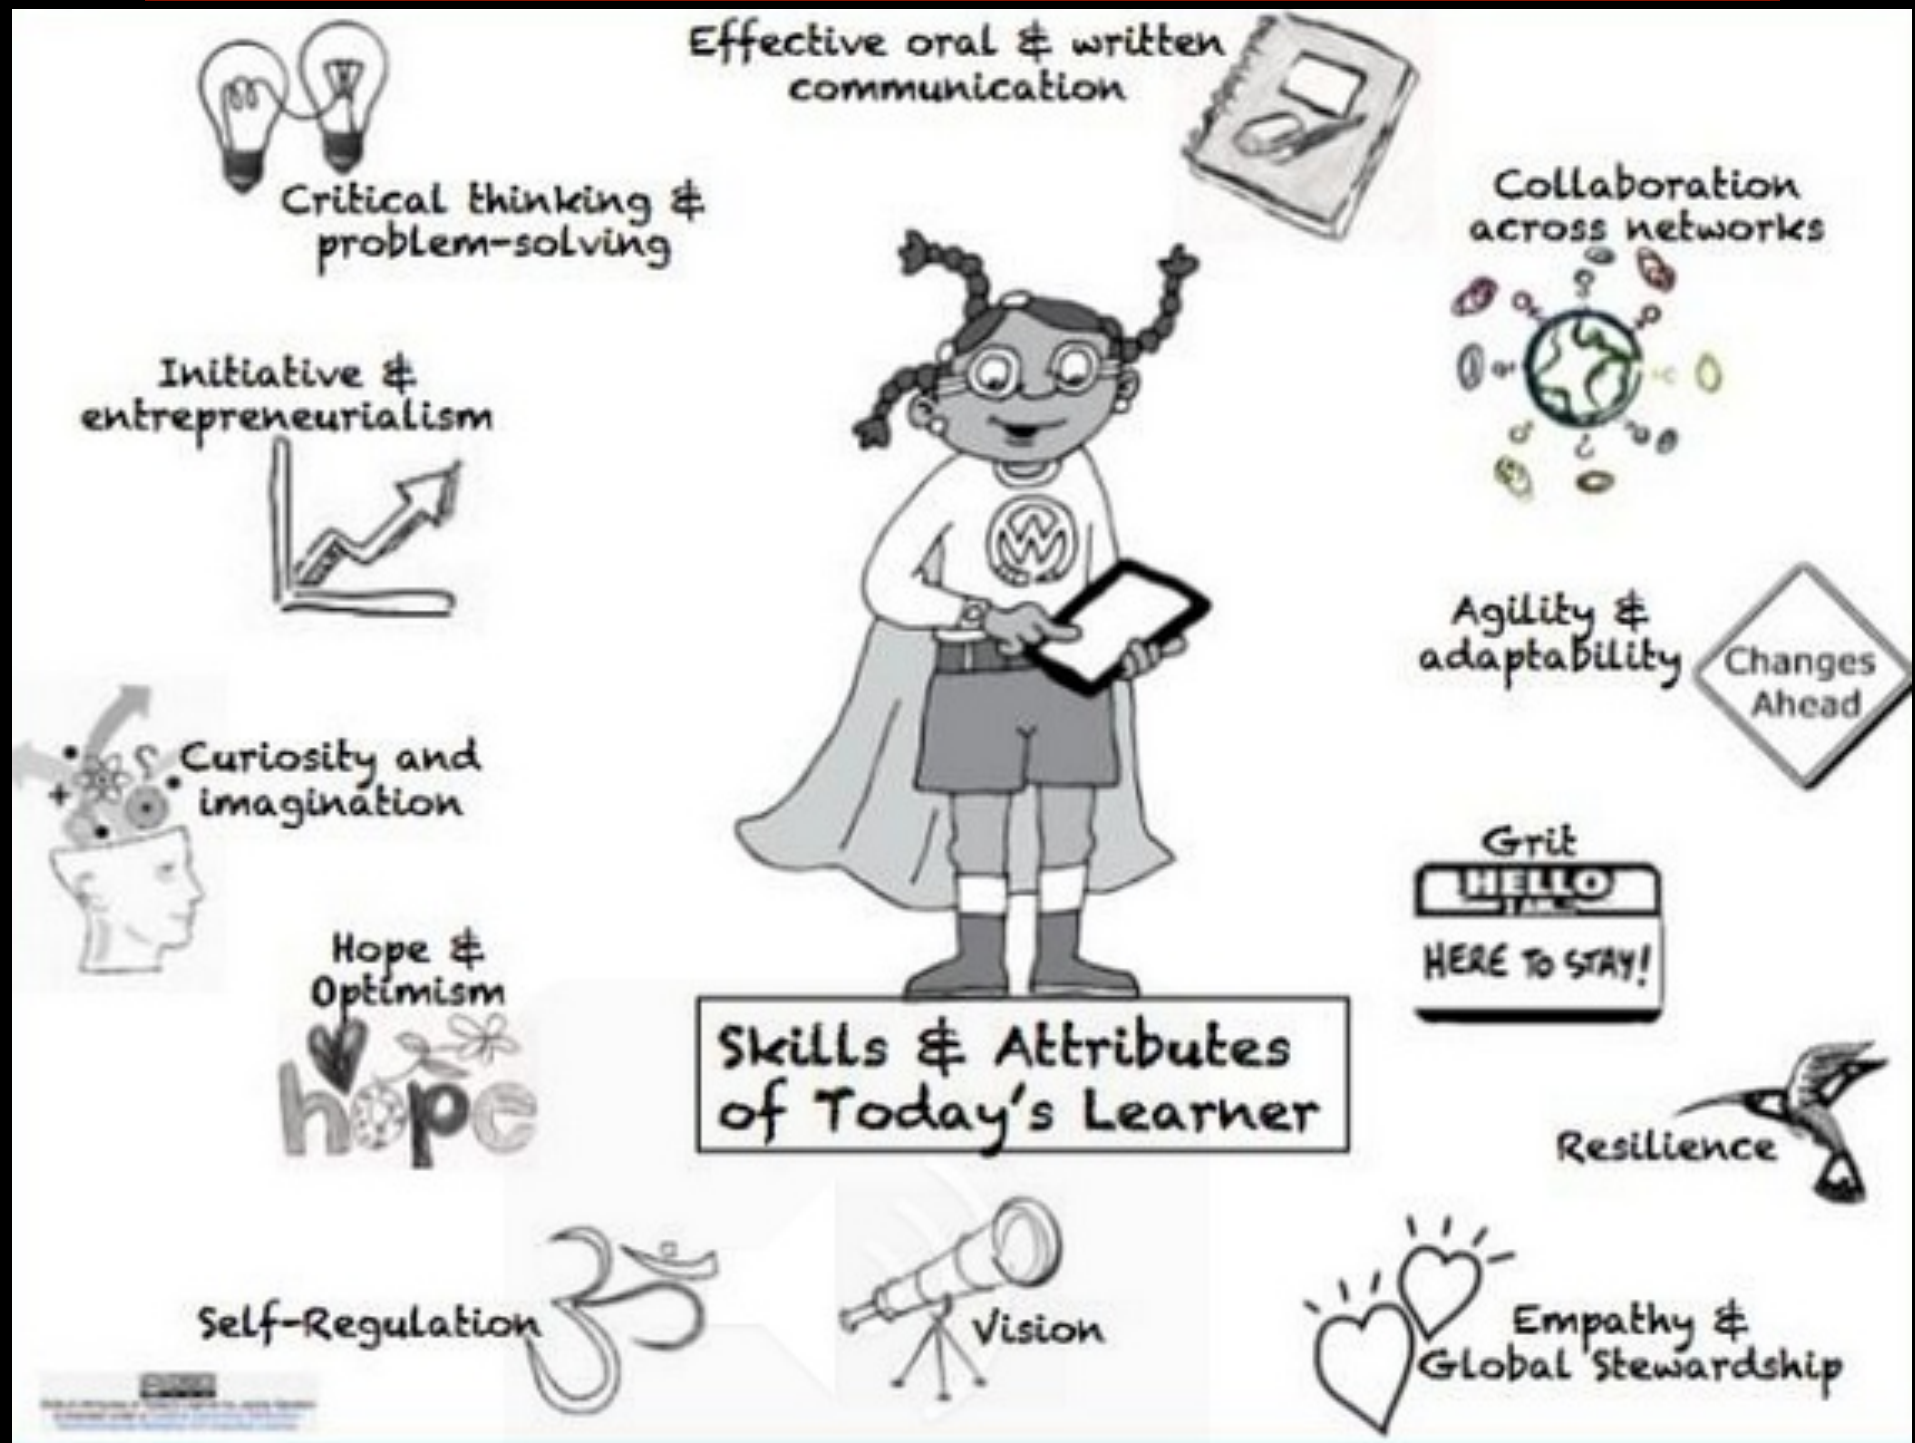 Effective oral & written
communication
Critical thinking &
problem-solving
Collaboration
across networks
Initiative &
entrepreneurialism
W
Agility &
adaptability
Changes
Ahead
Curiosity and
imagination
Grit
HELLO
HERE TO STAY!
Hope &
Optimism
hope
Skills & Attributes
of Today's Learner
Resilience
Self-Regulation
ॐ
Vision
Empathy &
Global Stewardship